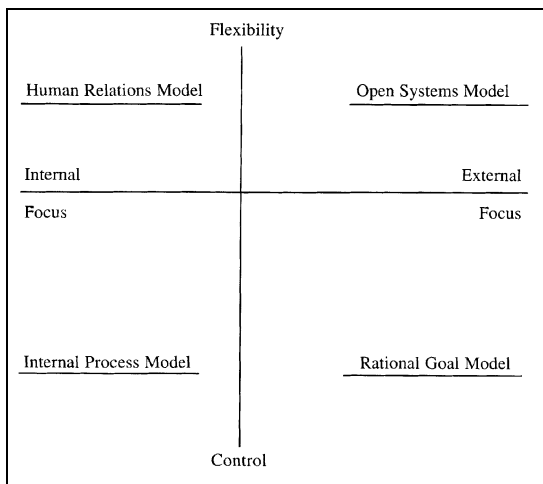 Flexibility
Human Relations Model
Open Systems Model
Internal
External
Focus
Focus
Internal Process Model
Rational Goal Model
Control